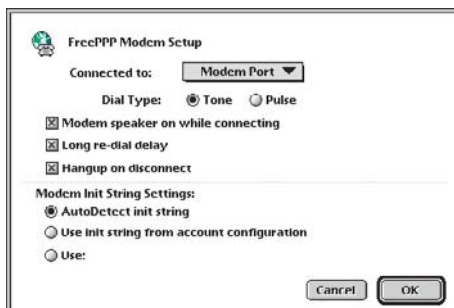 FreePPP Modem Setup
Connected to: Modem Port
Dial Type: Tone Pulse
Modem speaker on while connecting
Long re-dial delay
Hangup on disconnect
Modem Init String Settings:
AutoDetect init string
Use init string from account configuration
Use:
Cancel OK